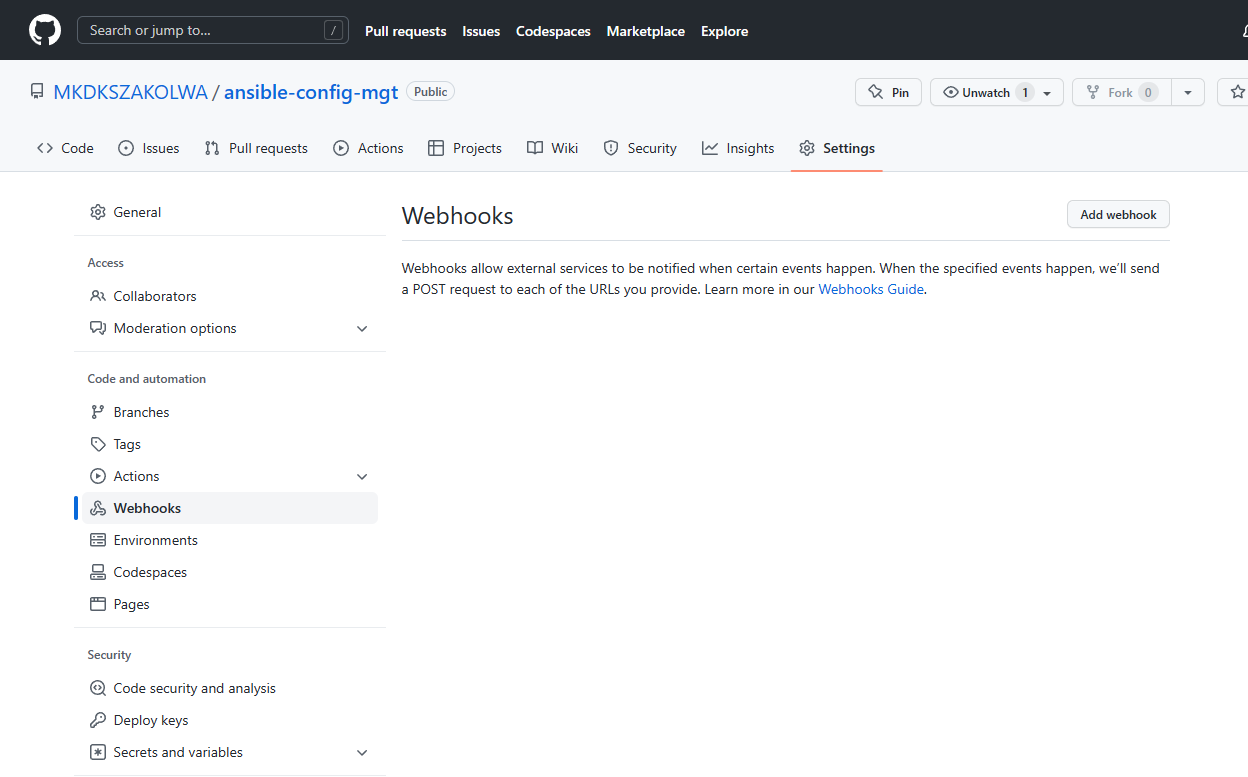 Search or jump to... /
Pull requests Issues Codespaces Marketplace Explore
MKDKSZAKOLWA / ansible-config-mgt Public
Pin Unwatch 1 Fork 0
Code Issues Pull requests Actions Projects Wiki Security Insights Settings
General
Access
Collaborators
Moderation options
Code and automation
Branches
Tags
Actions
Webhooks
Environments
Codespaces
Pages
Security
Code security and analysis
Deploy keys
Secrets and variables
Webhooks
Add webhook
Webhooks allow external services to be notified when certain events happen. When the specified events happen, we’ll send
a POST request to each of the URLs you provide. Learn more in our Webhooks Guide.